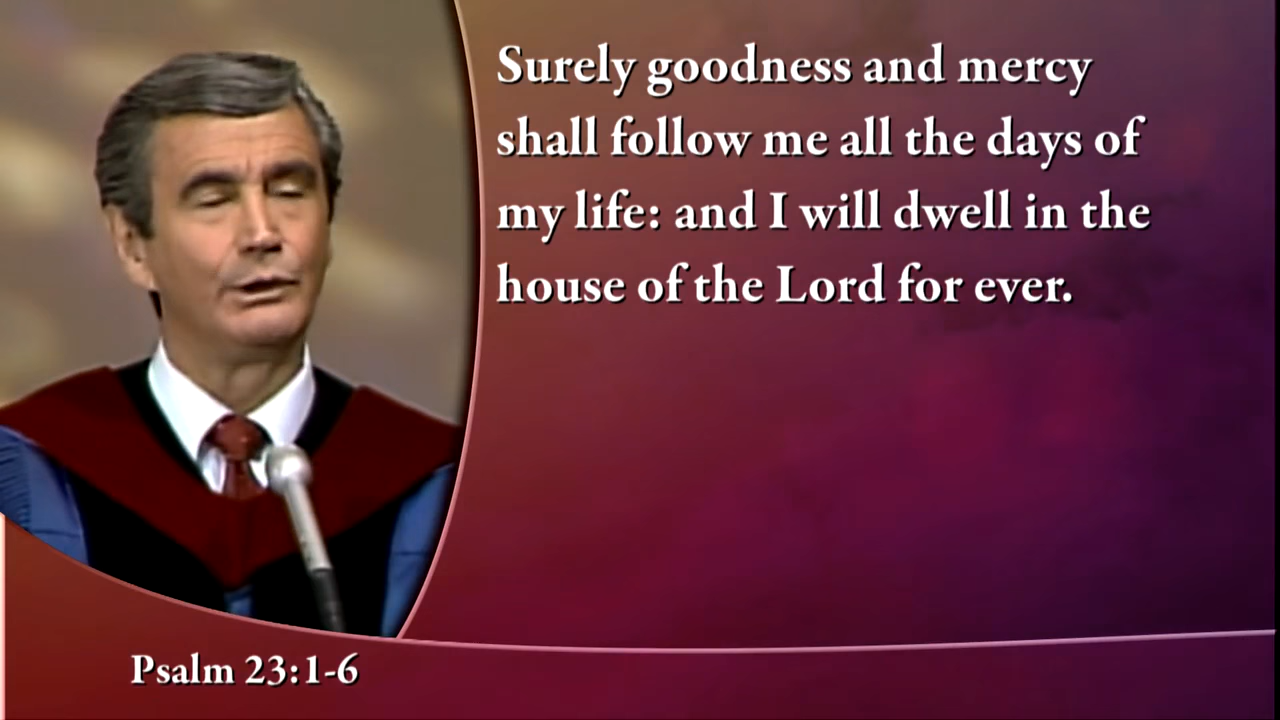 Surely goodness and mercy
shall follow me all the days of
my life: and I will dwell in the
house of the Lord for ever.
Psalm 23:1-6